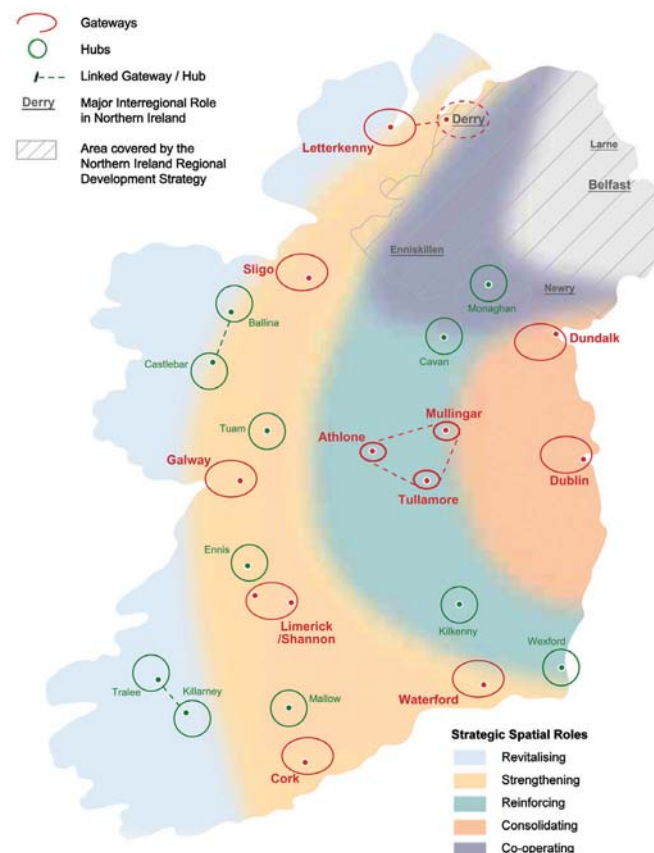 Gateways
Hubs
Linked Gateway / Hub
Derry
Major Interregional Role
in Northern Ireland
Area covered by the
Northern Ireland Regional
Development Strategy
Derry
Letterkenny
Larne
Belfast
Enniskillen
Sligo
Monaghan
Newry
Ballina
Dundalk
Cavan
Castlebar
Mullingar
Tuam
Athlone
Galway
Dublin
Tullamore
Ennis
Limerick
/Shannon
Kilkenny
Wexford
Tralee
Killarney
Mallow
Waterford
Cork
Strategic Spatial Roles
Revitalising
Strengthening
Reinforcing
Consolidating
Co-operating